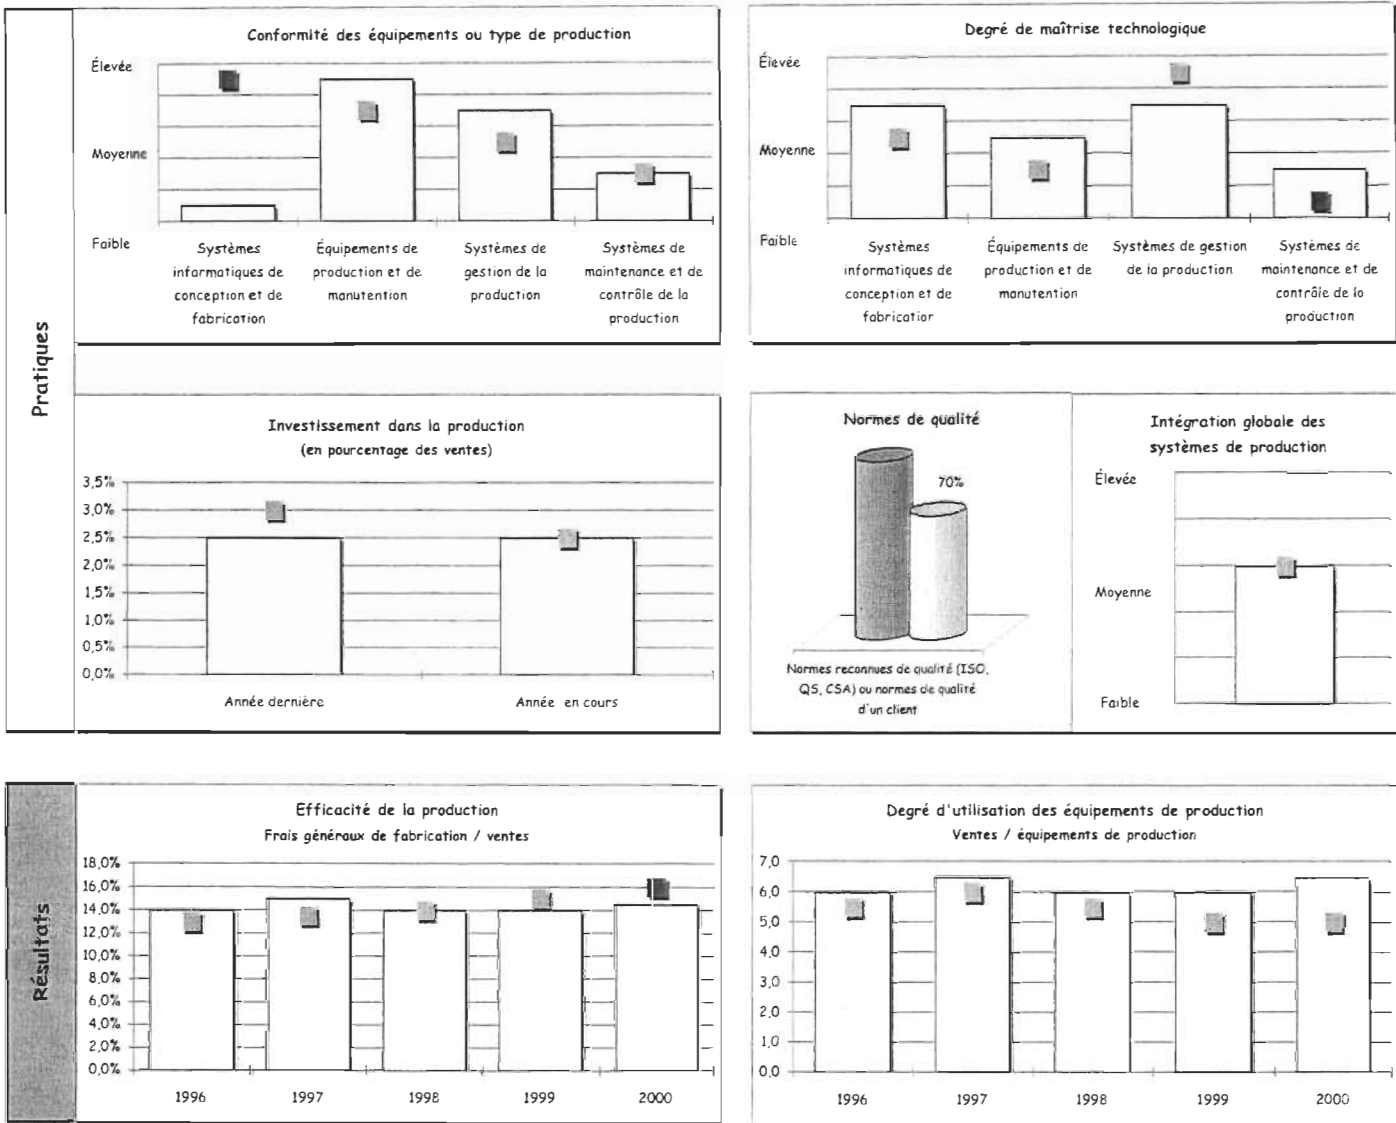 Pratiques
Conformité des équipements ou type de production
Élevée
Moyenne
Faible
Systèmes
informatiques de
conception et de
fabrication
Équipements de
production et de
manutention
Systèmes de
gestion de la
production
Systèmes de
maintenance et de
contrôle de la
production
Degré de maîtrise technologique
Élevée
Moyenne
Faible
Systèmes
informatiques de
conception et de
fabrication
Équipements de
production et de
manutention
Systèmes de gestion
de la production
Systèmes de
maintenance et de
contrôle de la
production
Investissement dans la production
(en pourcentage des ventes)
3,5%
3,0%
2,5%
2,0%
1,5%
1,0%
0,5%
0,0%
Année dernière
Année en cours
Normes de qualité
70%
Normes reconnues de qualité (ISO,
QS, CSA) ou normes de qualité
d'un client
Intégration globale des
systèmes de production
Élevée
Moyenne
Faible
Résultats
Efficacité de la production
Frais généraux de fabrication / ventes
18,0%
16,0%
14,0%
12,0%
10,0%
8,0%
6,0%
4,0%
2,0%
0,0%
1996
1997
1998
1999
2000
Degré d'utilisation des équipements de production
Ventes / équipements de production
7,0
6,0
5,0
4,0
3,0
2,0
1,0
0,0
1996
1997
1998
1999
2000